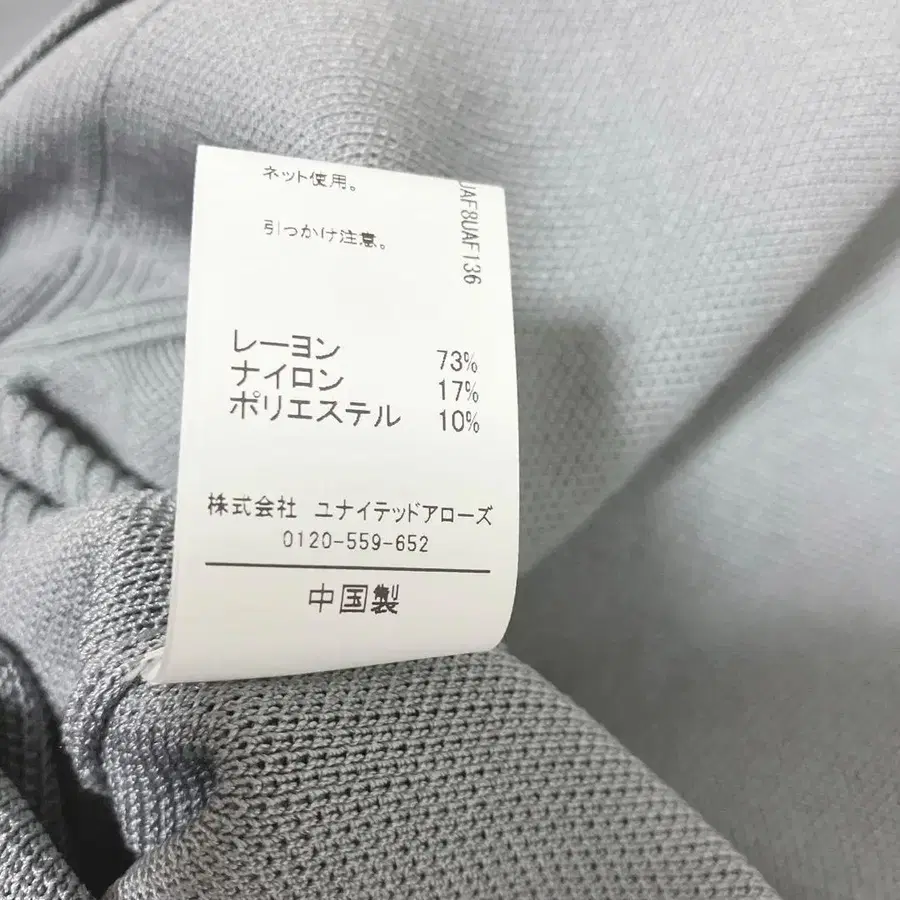 ネット使用。
引っかけ注意。
UAF8UAF136
レーヨン 73%
ナイロン 17%
ポリエステル 10%
株式会社 ユナイテッドアローズ
0120-559-652
中国製